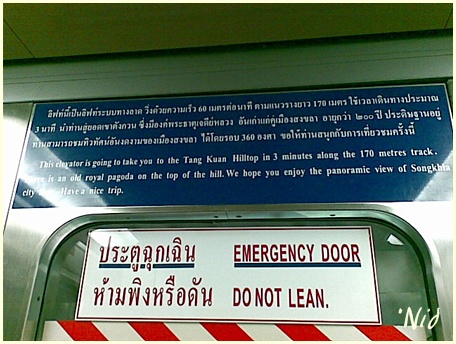 ลิฟท์นี้เป็นลิฟท์ระบบทางลาด วิ่งด้วยความเร็ว 60 เมตรต่อนาที ตามแนวรางยาว 170 เมตร ใช้เวลาเดินทางประมาณ
3 นาที นำท่านสู่ยอดเขาตังกวน ซึ่งมีองค์พระธาตุเจดีย์หลวง อันเก่าแก่คู่เมืองสงขลา อายุกว่า ๒๐๐ ปี ประดิษฐานอยู่
ท่านสามารถชมทิวทัศน์อันงดงามของเมืองสงขลา ได้โดยรอบ 360 องศา ขอให้ท่านสนุกกับการเที่ยวชมครั้งนี้
This elevator is going to take you to the Tang Kuan Hilltop in 3 minutes along the 170 metres track.
There is an old royal pagoda on the top of the hill. We hope you enjoy the panoramic view of Songkhla
city Have a nice trip.
ประตูฉุกเฉิน EMERGENCY DOOR
ห้ามพิงหรือดัน DO NOT LEAN.
Nid